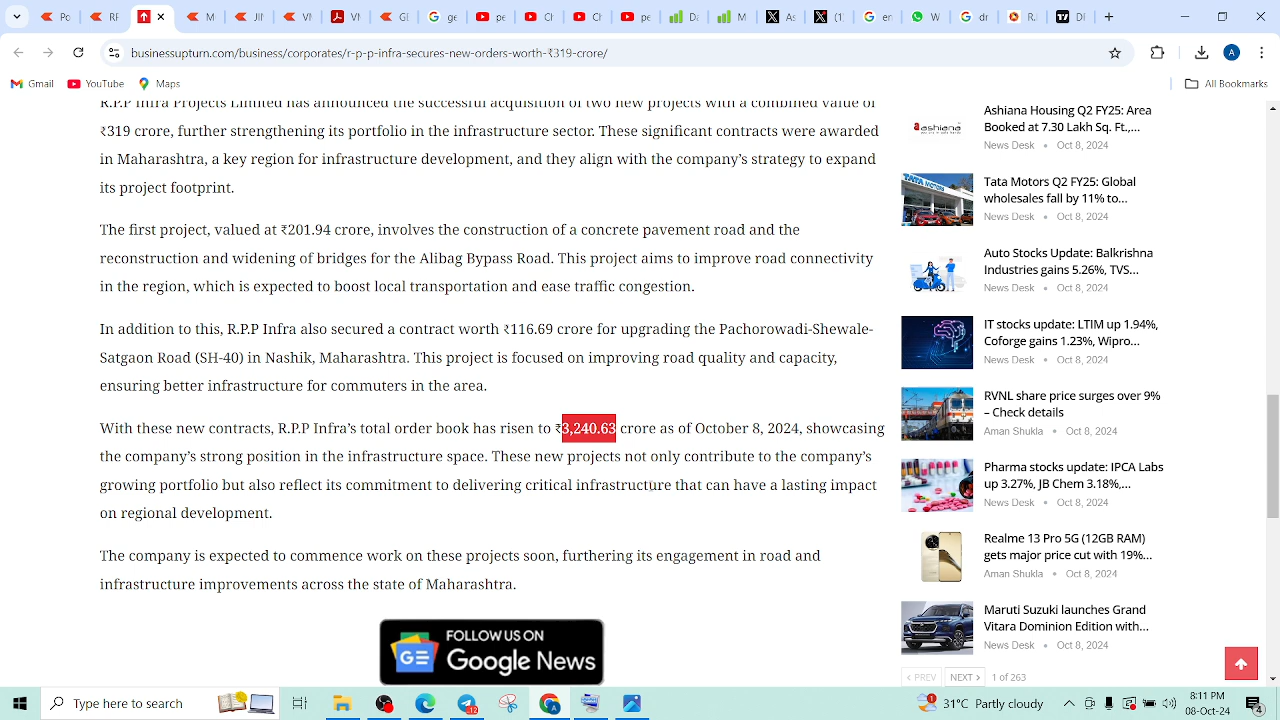 businessupturn.com/business/corporates/r-p-p-infra-secures-new-orders-worth-₹319-crore/
Gmail
YouTube
Maps
All Bookmarks
R.P.P Infra Projects Limited has announced the successful acquisition of two new projects with a combined value of
₹319 crore, further strengthening its portfolio in the infrastructure sector. These significant contracts were awarded
in Maharashtra, a key region for infrastructure development, and they align with the company's strategy to expand
its project footprint.
The first project, worth ₹201.94 crore, involves the construction of a concrete pavement road and the
reconstruction and widening of bridges for the Alibag Bypass Road. This project aims to improve road connectivity
in the region, which is expected to boost local transportation and ease traffic congestion.
In addition to this, R.P.P Infra also secured a contract worth ₹116.69 crore for upgrading the Pachorowadi-Shewale-
Satgaon Road (SH-40) in Nashik, Maharashtra. This project is focused on improving road quality and capacity,
ensuring better infrastructure for commuters in the area.
With these new orders, R.P.P Infra's total order book has risen to ₹3,240.63 crore as of October 8, 2024, showcasing
the company's strong position in the infrastructure space. These new projects not only contribute to the company's
growing portfolio but also reflect its commitment to delivering critical infrastructure that can have a lasting impact
on regional development.
The company is expected to commence work on these projects soon, furthering its engagement in road and
infrastructure improvements across the state of Maharashtra.
FOLLOW US ON
Google News
ashiana
Ashiana Housing Q2 FY25: Area
Booked at 7.30 Lakh Sq. Ft.,...
News Desk • Oct 8, 2024
TATA MOTORS
Tata Motors Q2 FY25: Global
wholesales fall by 11% to...
News Desk • Oct 8, 2024
Auto Stocks Update: Balkrishna
Industries gains 5.26%, TVS...
News Desk • Oct 8, 2024
IT stocks update: LTIM up 1.94%,
Coforge gains 1.23%, Wipro...
News Desk • Oct 8, 2024
RVNL share price surges over 9%
– Check details
Aman Shukla • Oct 8, 2024
Pharma stocks update: IPCA Labs
up 3.27%, JB Chem 3.18%,...
News Desk • Oct 8, 2024
Realme 13 Pro 5G (12GB RAM)
gets major price cut with 19%...
Aman Shukla • Oct 8, 2024
Maruti Suzuki launches Grand
Vitara Dominion Edition with...
News Desk • Oct 8, 2024
PREV NEXT 1 of 263
Type here to search
31°C Partly cloudy
8:11 PM
08-Oct-24